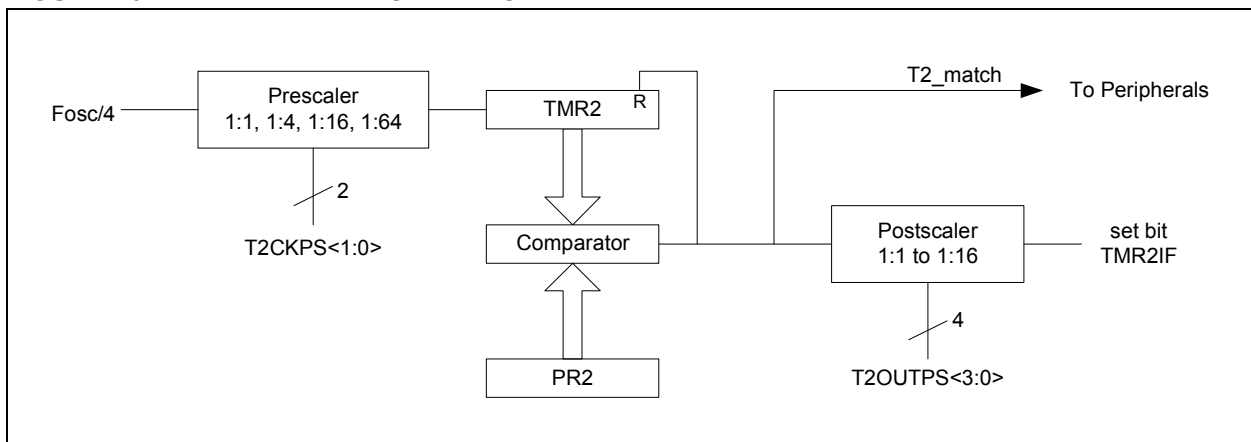 Fosc/4
Prescaler
1:1, 1:4, 1:16, 1:64
2
T2CKPS<1:0>
TMR2
R
Comparator
PR2
T2_match
To Peripherals
Postscaler
1:1 to 1:16
4
T2OUTPS<3:0>
set bit
TMR2IF